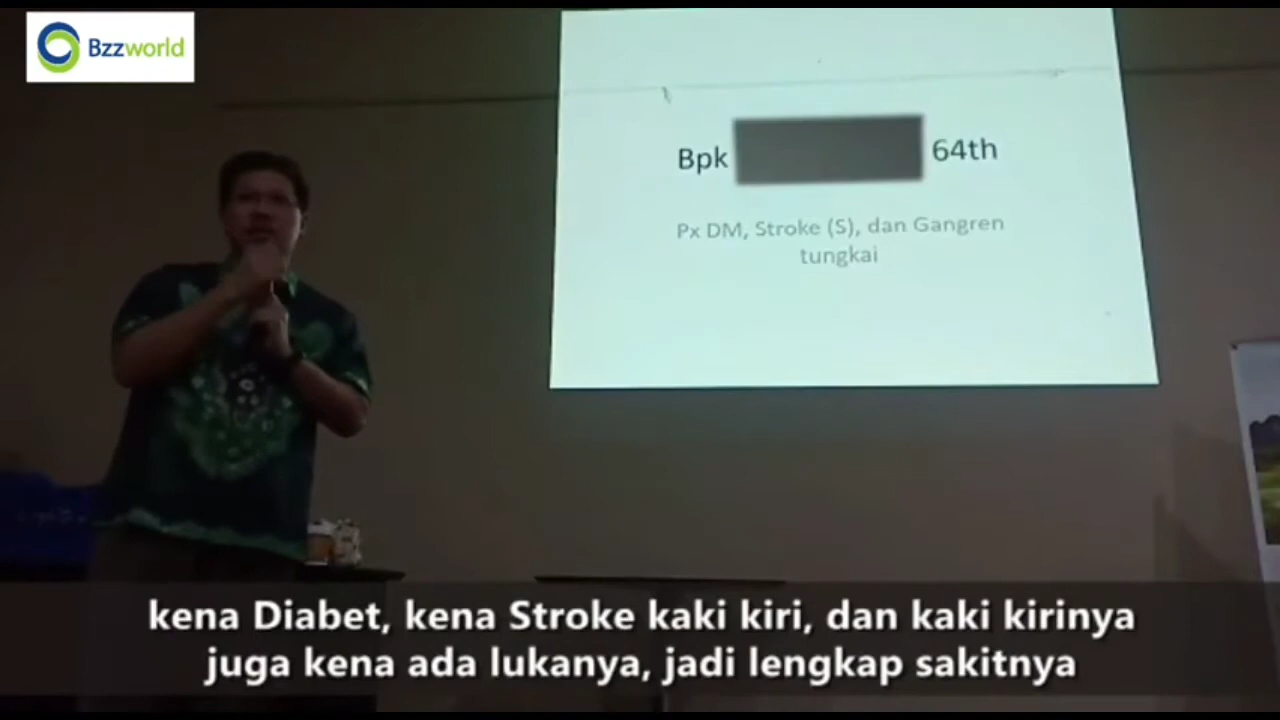 Bzzworld
Bpk 64th
Px DM, Stroke (S), dan Gangren
tungkai
kena Diabet, kena Stroke kaki kiri, dan kaki kirinya
juga kena ada lukanya, jadi lengkap sakitnya